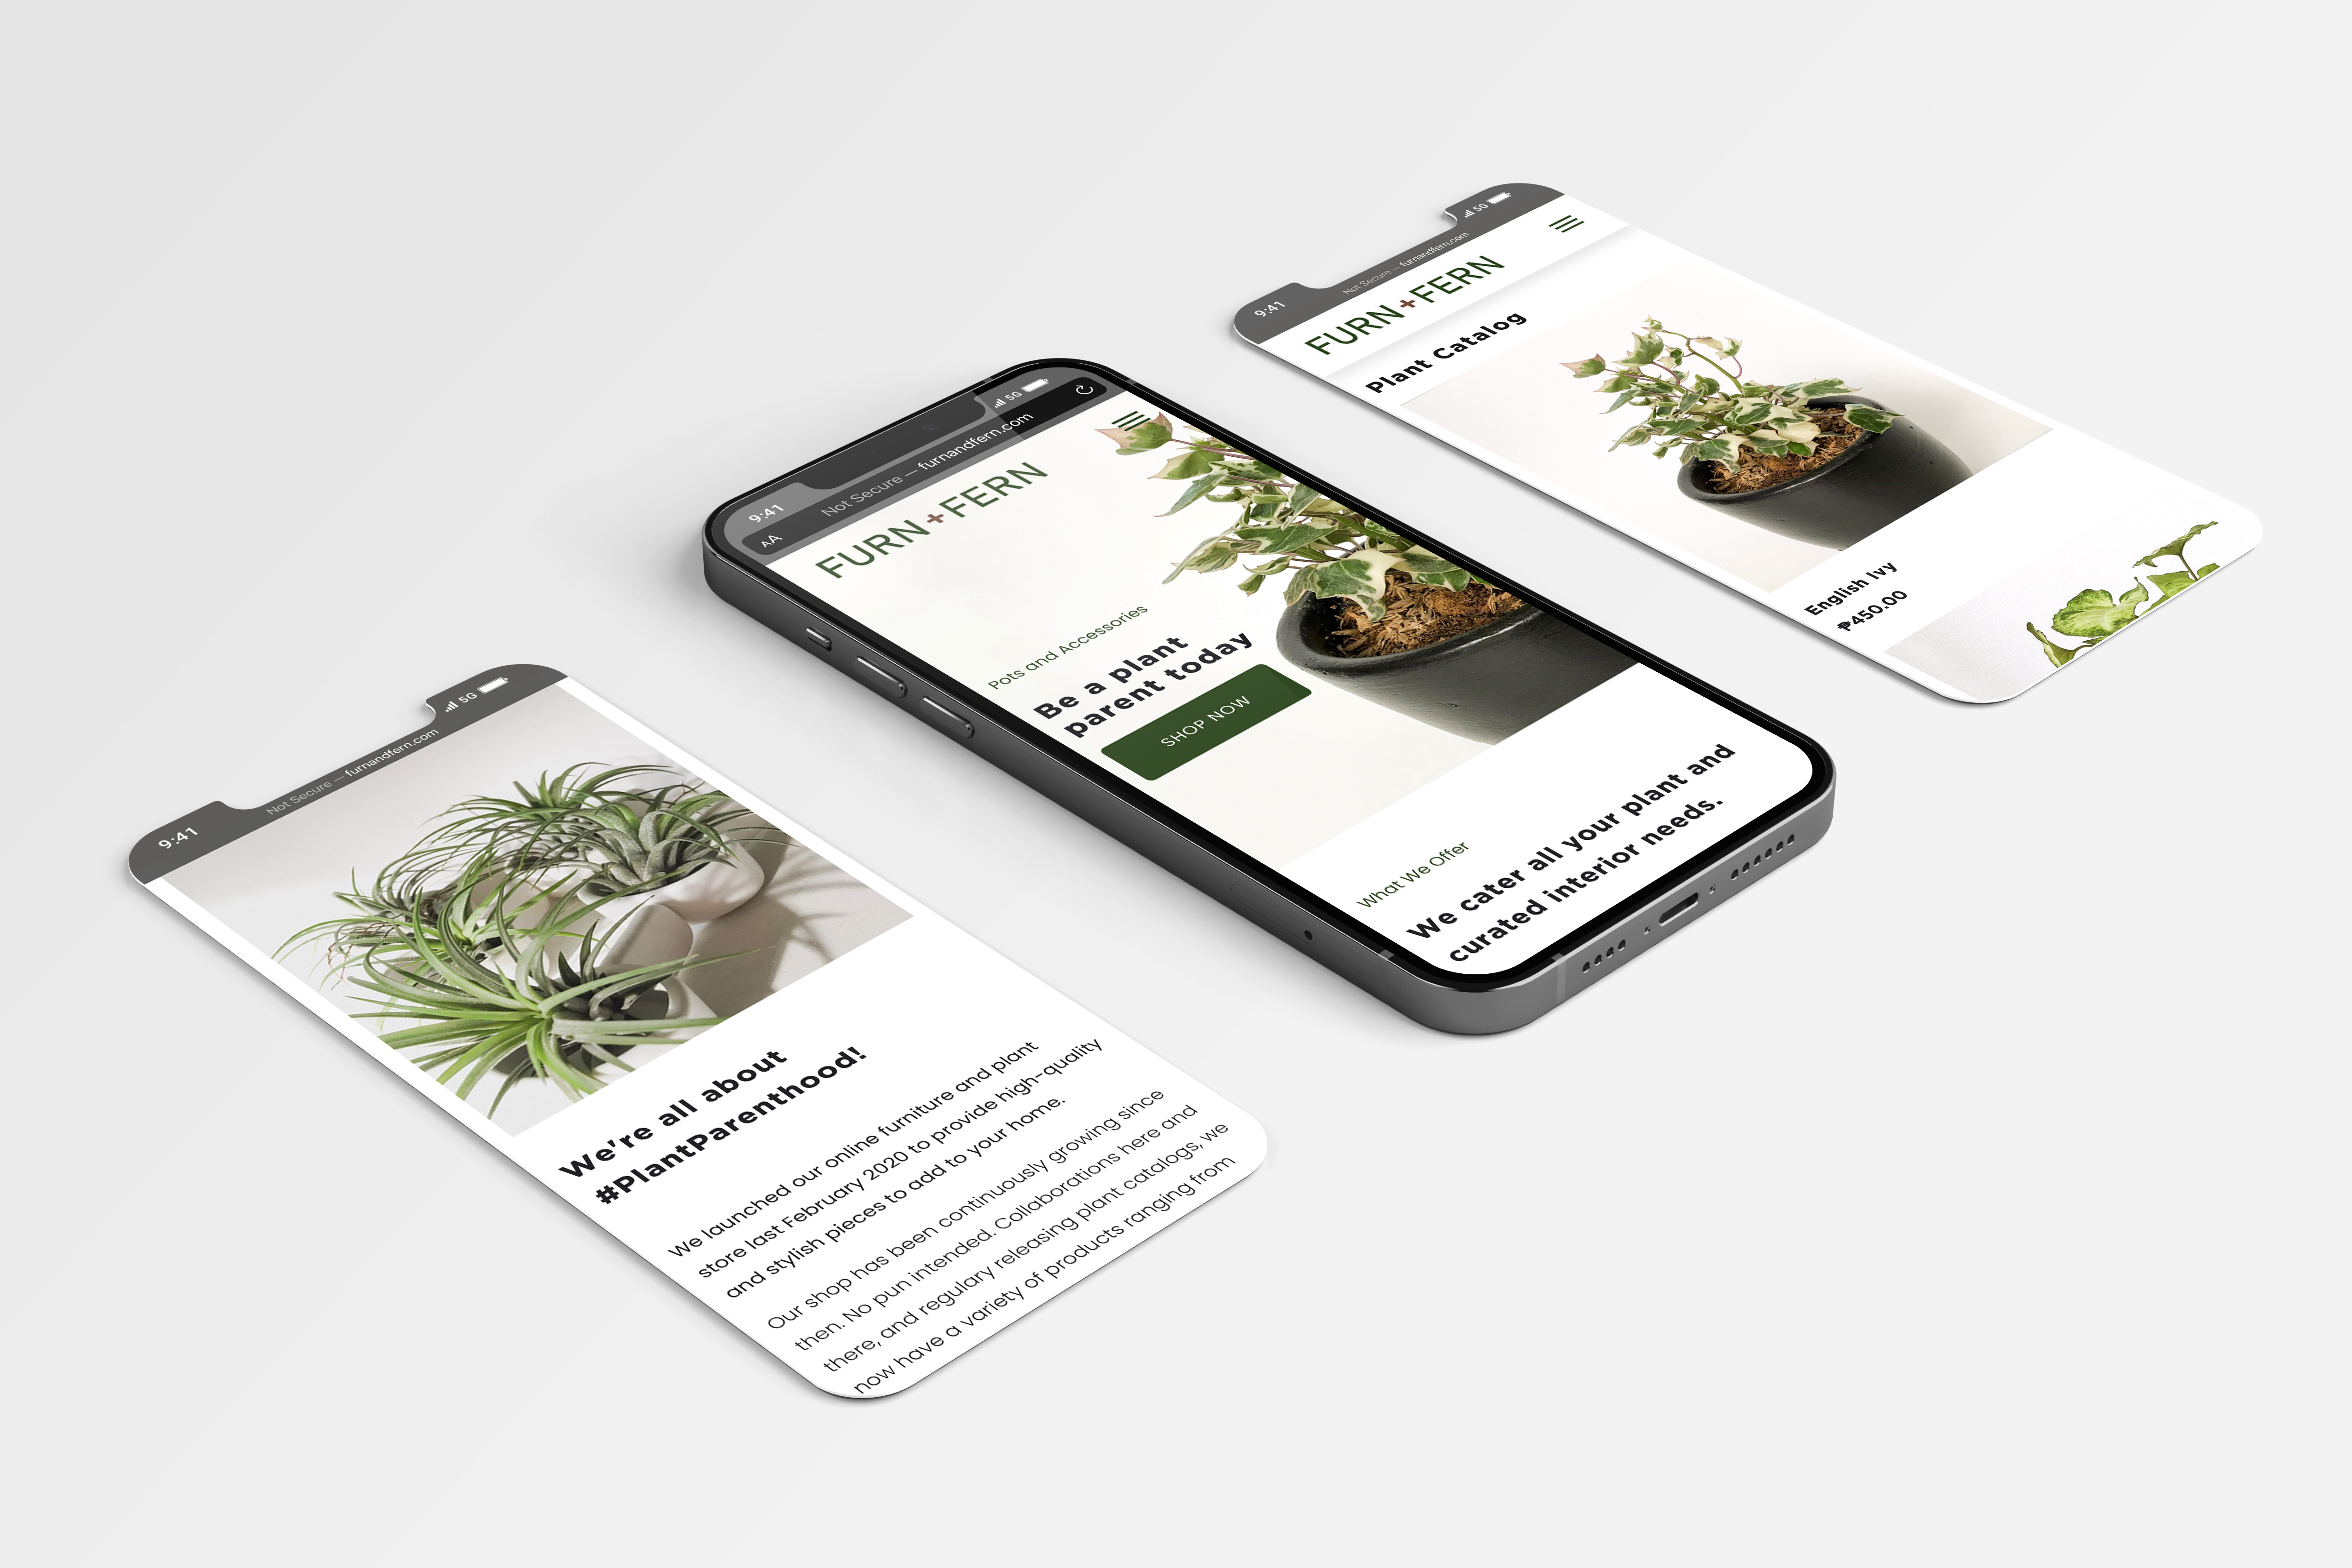 9:41
5G
Not Secure — furnandfern.com
We're all about
#PlantParenthood!
We launched our online furniture and plant
store last February 2020 to provide high-quality
and stylish pieces to add to your home.
Our shop has been continuously growing since
then. No pun intended. Collaborations here and
there, and regulary releasing plant catalogs, we
now have a variety of products ranging from
9:41
5G
AA
Not Secure — furnandfern.com
FURN+FERN
Pots and Accessories
Be a plant
parent today
SHOP NOW
What We Offer
We cater all your plant and
curated interior needs.
9:41
5G
Not Secure — furnandfern.com
FURN+FERN
Plant Catalog
English Ivy
₱450.00